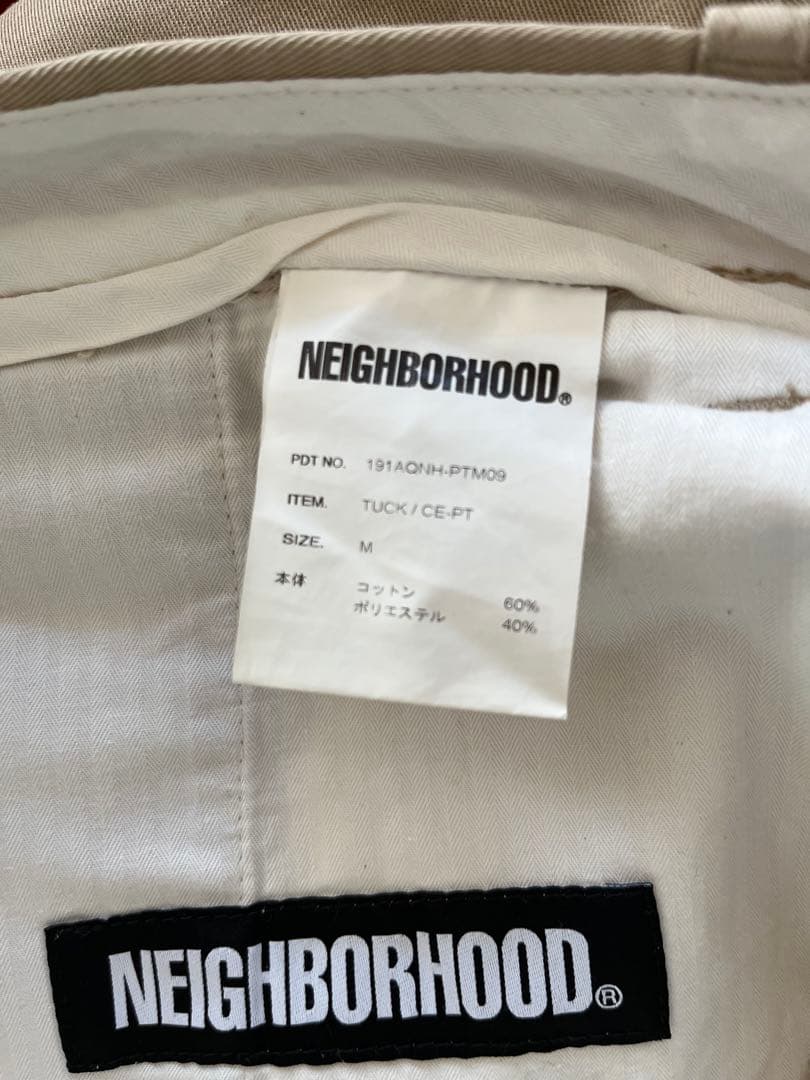 NEIGHBORHOOD®
PDT NO. 191AQNH-PTM09
ITEM. TUCK / CE-PT
SIZE. M
本体 コットン 60%
ポリエステル 40%
NEIGHBORHOOD®